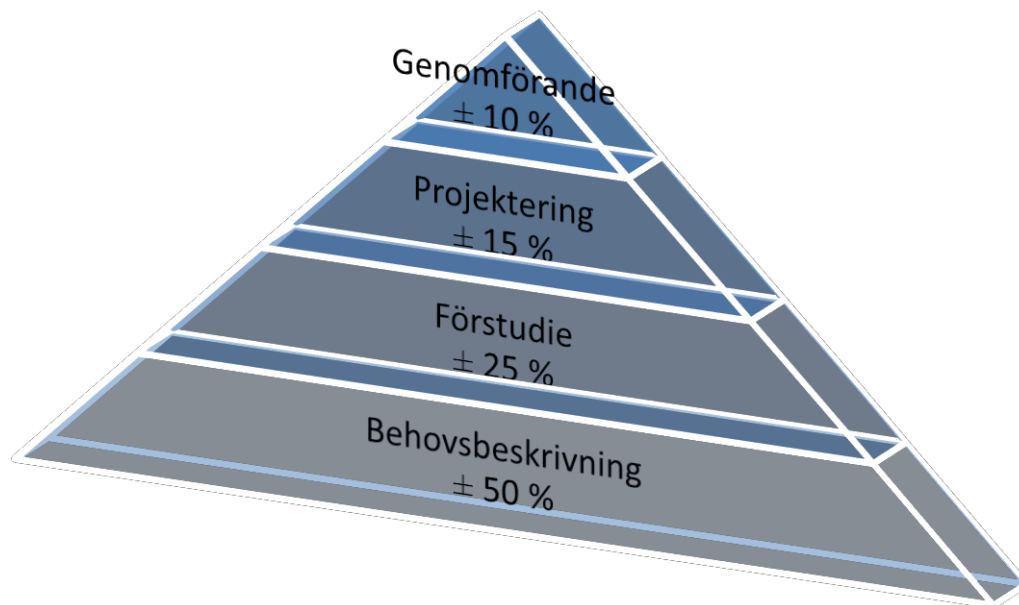 Genomförande
± 10 %
Projektering
± 15 %
Förstudie
± 25 %
Behovsbeskrivning
± 50 %